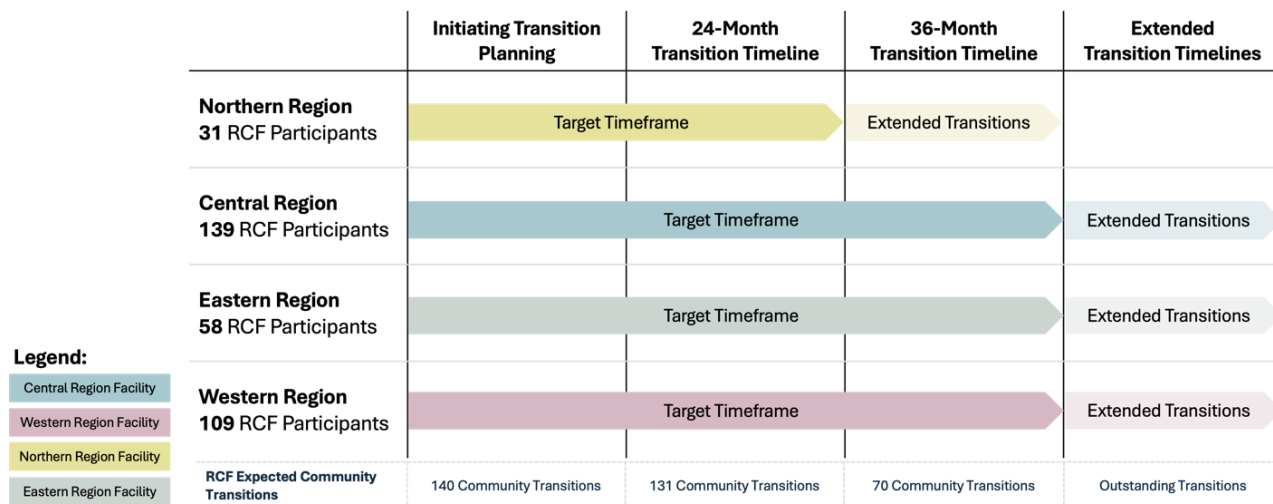 Initiating Transition
Planning
24-Month
Transition Timeline
36-Month
Transition Timeline
Extended
Transition Timelines
Northern Region
31 RCF Participants
Target Timeframe
Extended Transitions
Central Region
139 RCF Participants
Target Timeframe
Extended Transitions
Eastern Region
58 RCF Participants
Target Timeframe
Extended Transitions
Western Region
109 RCF Participants
Target Timeframe
Extended Transitions
Legend:
Central Region Facility
Western Region Facility
Northern Region Facility
Eastern Region Facility
RCF Expected Community
Transitions
140 Community Transitions
131 Community Transitions
70 Community Transitions
Outstanding Transitions